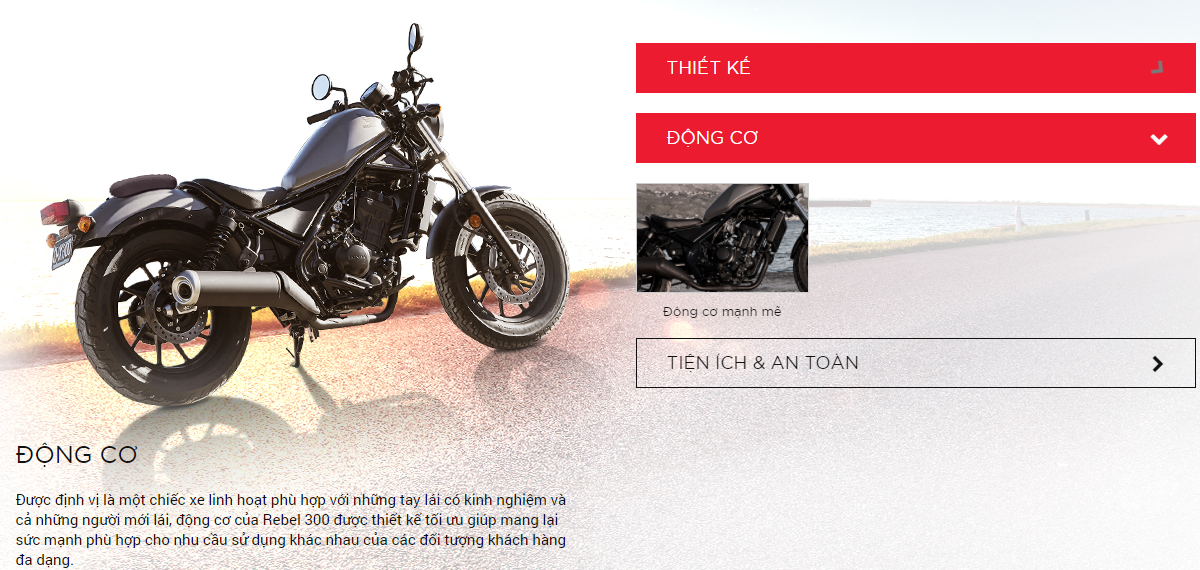 THIẾT KẾ
ĐỘNG CƠ
Động cơ mạnh mẽ
TIỆN ÍCH & AN TOÀN
ĐỘNG CƠ
Được định vị là một chiếc xe linh hoạt phù hợp với những tay lái có kinh nghiệm và
cả những người mới lái, động cơ của Rebel 300 được thiết kế tối ưu giúp mang lại
sức mạnh phù hợp cho nhu cầu sử dụng khác nhau của các đối tượng khách hàng
đa dạng.